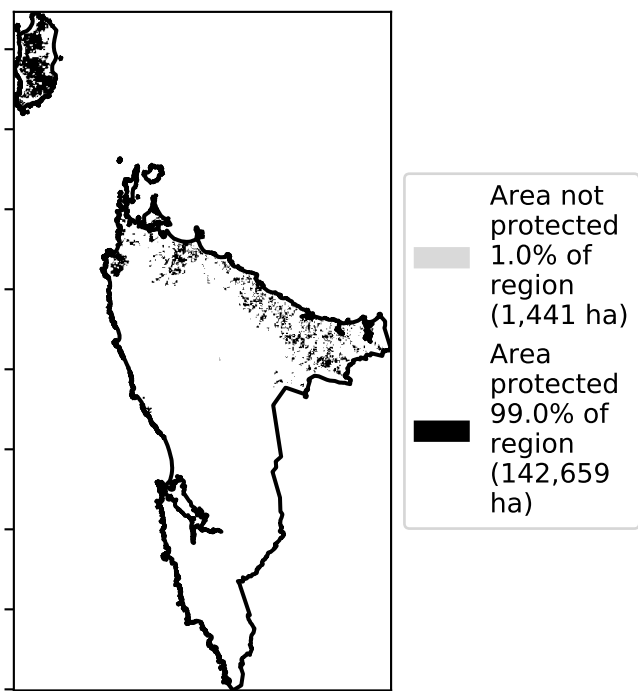 Area not
protected
1.0% of
region
(1,441 ha)
Area
protected
99.0% of
region
(142,659
ha)